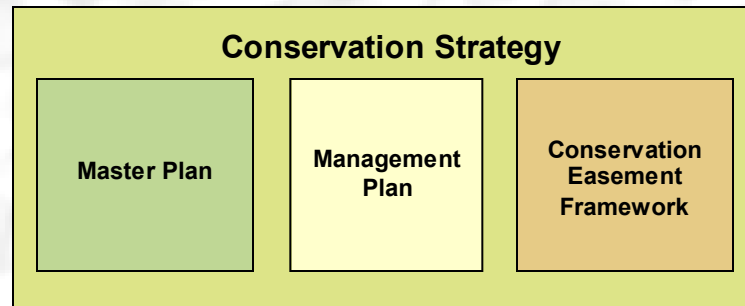 Conservation Strategy
Master Plan
Management
Plan
Conservation
Easement
Framework